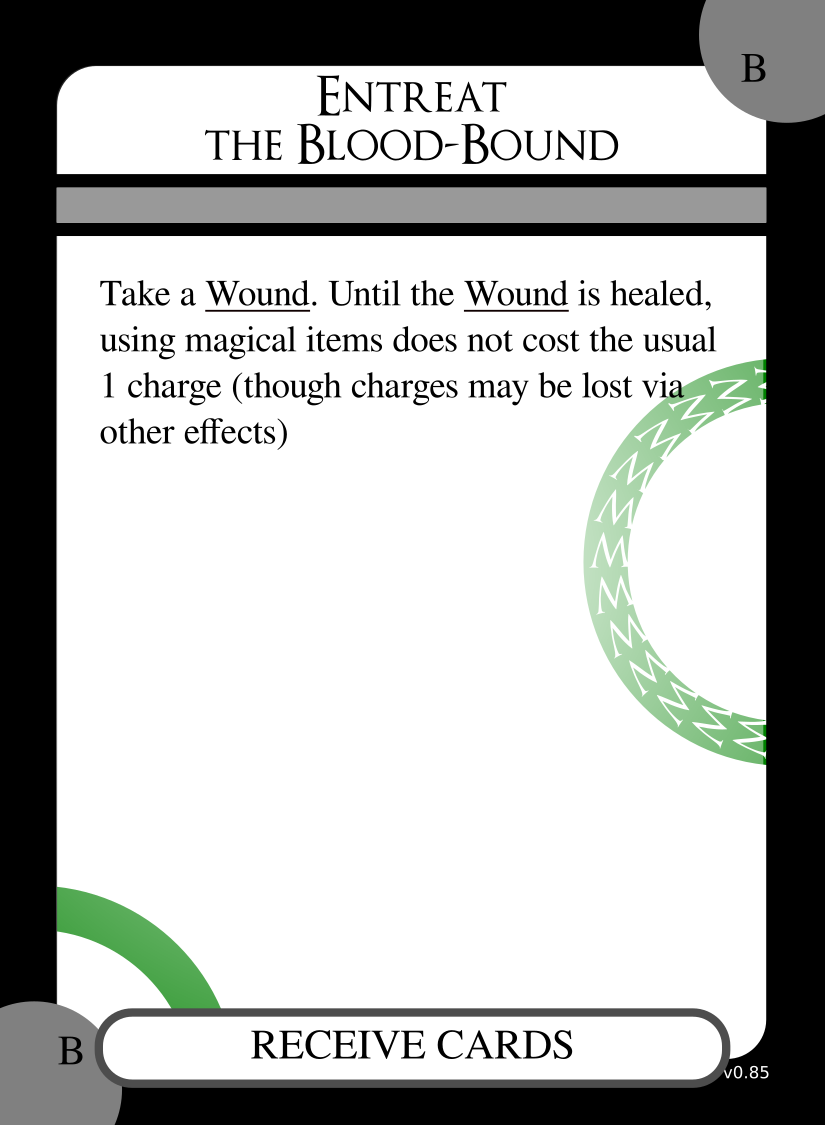 B
Entreat
the Blood-Bound
Take a Wound. Until the Wound is healed,
using magical items does not cost the usual
1 charge (though charges may be lost via
other effects)
M M M M M M M M M M M M M M M
B
RECEIVE CARDS
v0.85